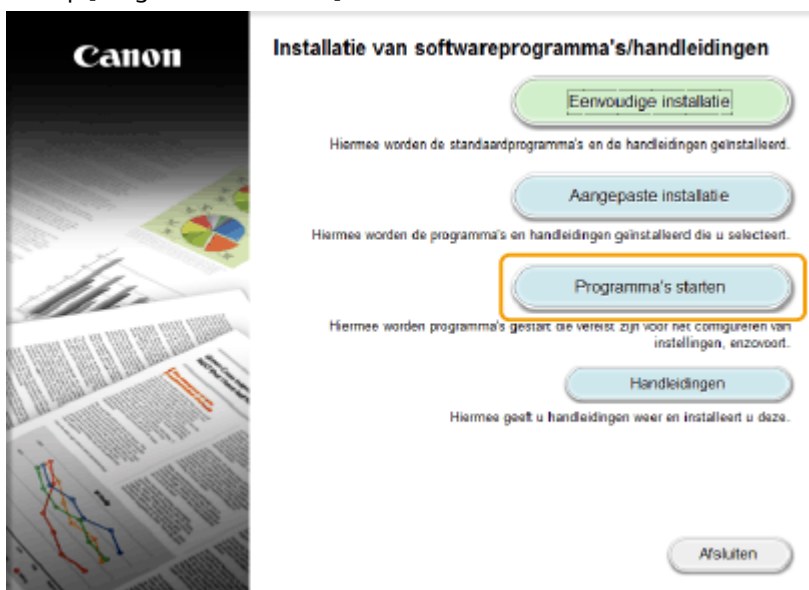 Canon
Installatie van softwareprogramma's/handleidingen
Eenvoudige installatie
Hiermee worden de standaardprogramma's en de handleidingen geïnstalleerd.
Aangepaste installatie
Hiermee worden de programma's en handleidingen geïnstalleerd die u selecteert.
Programma's starten
Hiermee worden programma's gestart die vereist zijn voor het configureren van
instellingen, enzovoort.
Handleidingen
Hiermee geeft u handleidingen weer en installeert u deze.
Afsluiten